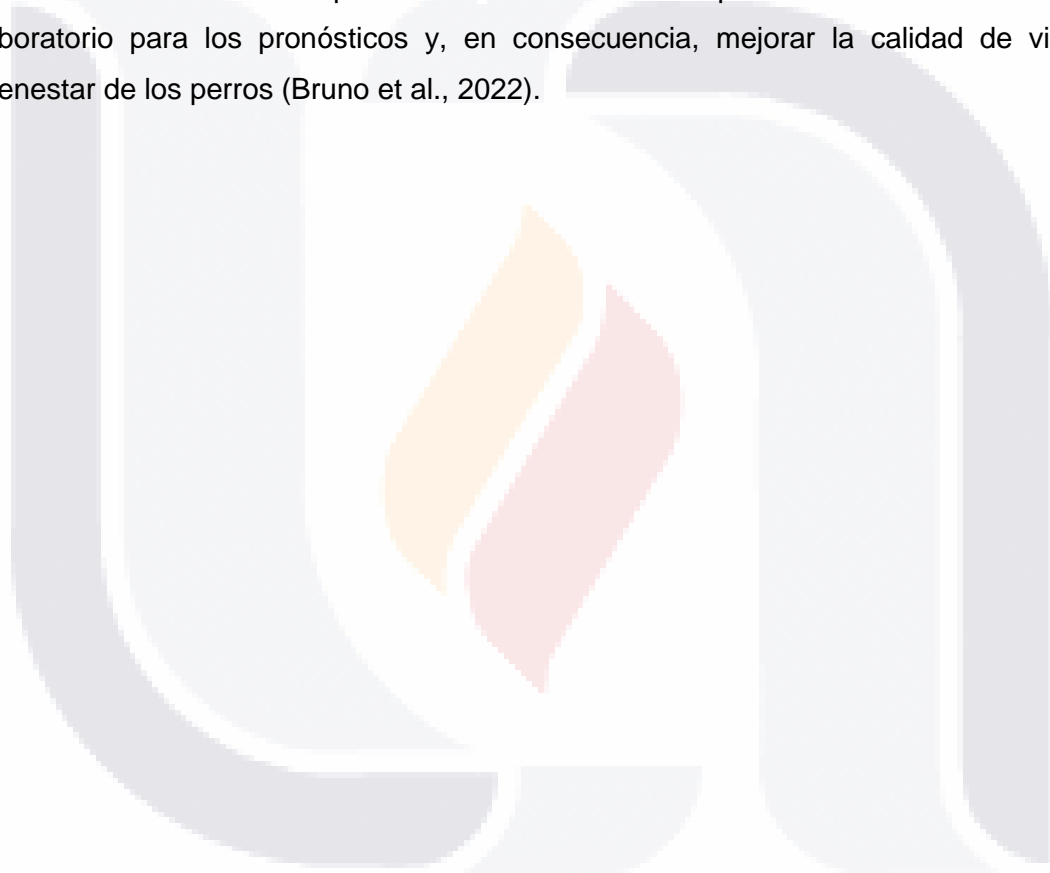 boratorio para los pronósticos y, en consecuencia, mejorar la calidad de vi
enestar de los perros (Bruno et al., 2022).